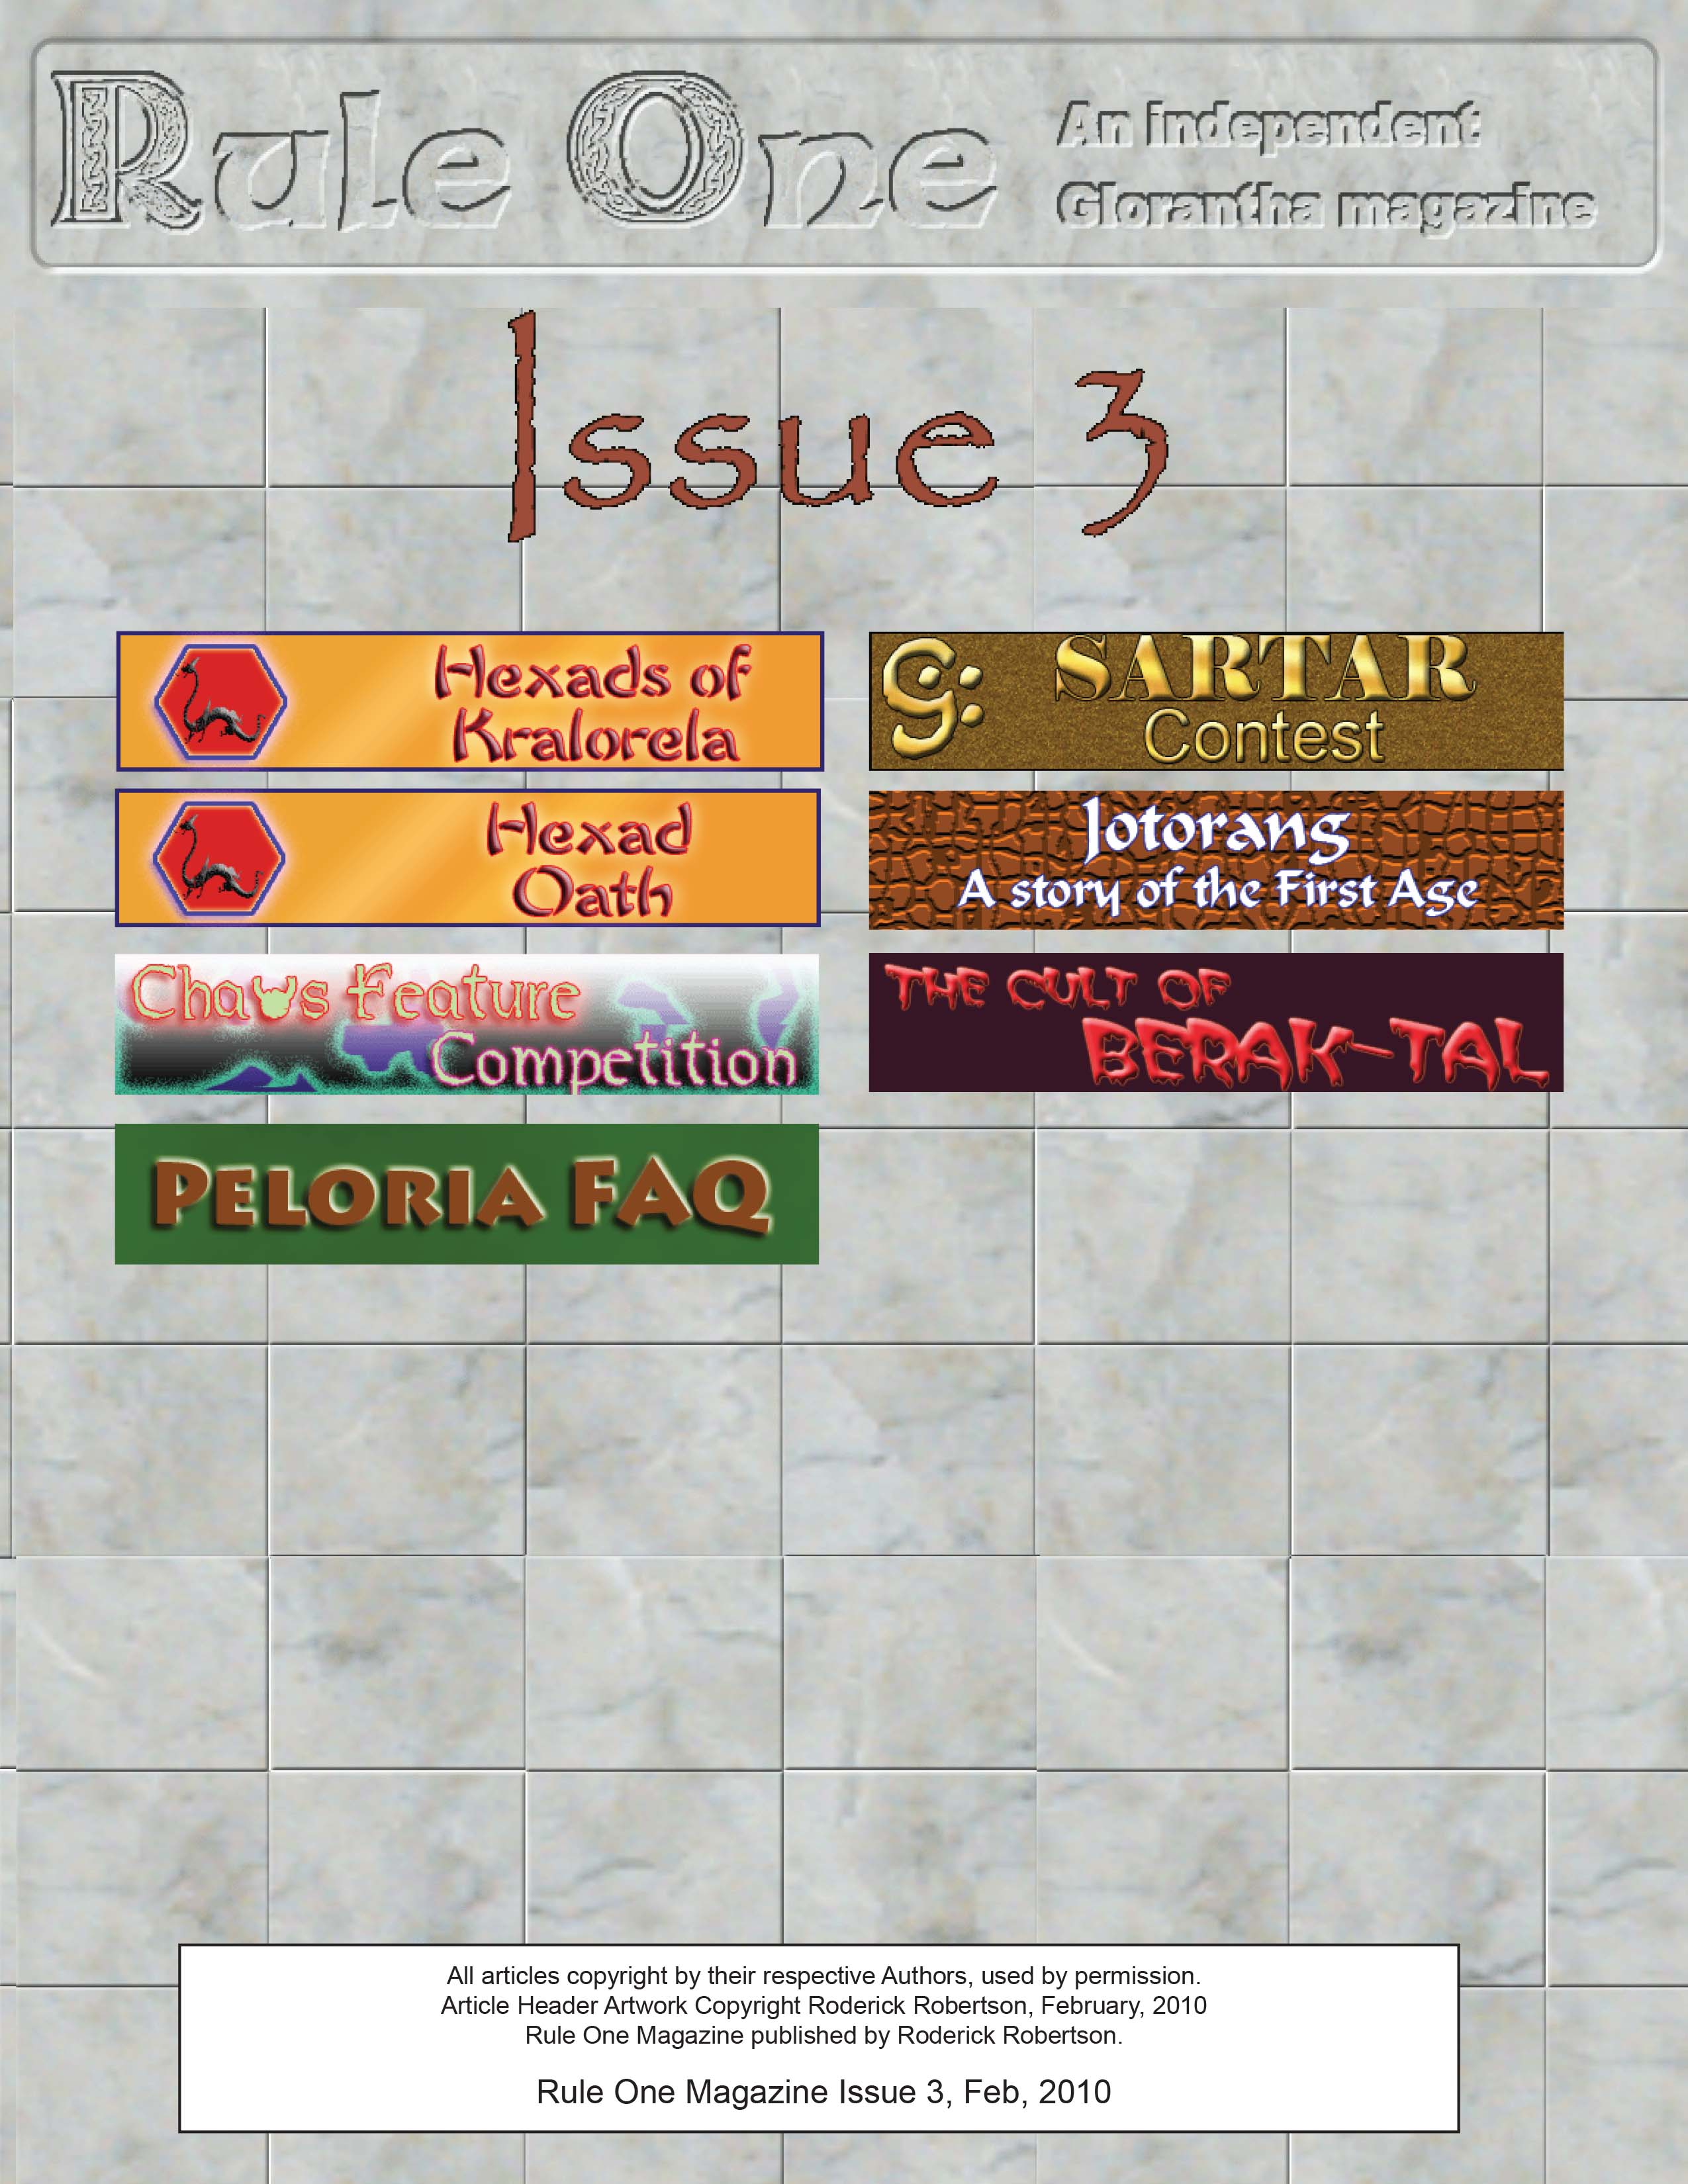 Rule One
An independent
Glorantha magazine
Issue 3
Hexads of
Kralorela
Hexad
Oath
Chaos Feature
Competition
PELORIA FAQ
SARTAR
Contest
Jotorang
A story of the First Age
THE CULT OF
BERAK-TAL
All articles copyright by their respective Authors, used by permission.
Article Header Artwork Copyright Roderick Robertson, February, 2010
Rule One Magazine published by Roderick Robertson.
Rule One Magazine Issue 3, Feb, 2010